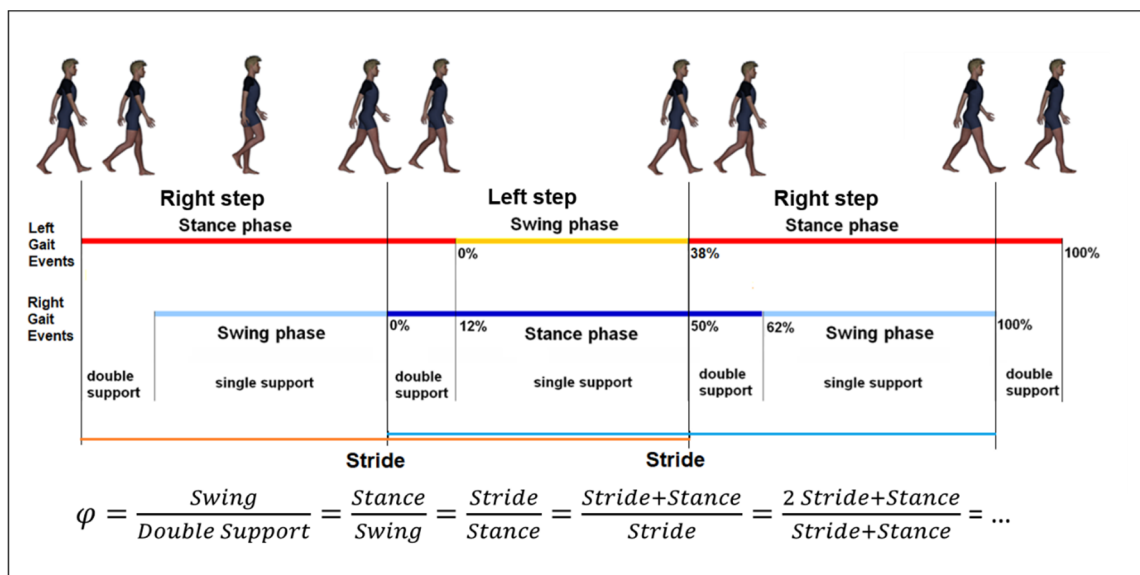 Right step Left step Right step
Stance phase Swing phase Stance phase
Left
Gait
Events
0% 38% 100%
Right
Gait
Events
0% 12% 50% 62% 100%
Swing phase Stance phase Swing phase
double
support
single support
double
support
single support
double
support
single support
double
support
Stride Stride
φ = Swing/Double Support = Stance/Swing = Stride/Stance = Stride+Stance/Stride = 2 Stride+Stance/Stride+Stance = ...